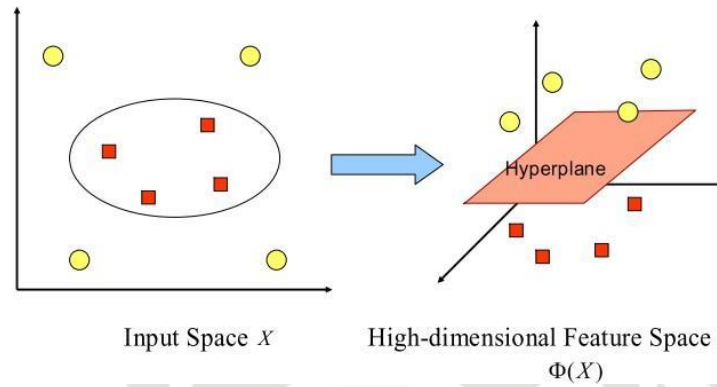 Hyperplane
Input Space X
High-dimensional Feature Space
Φ(X)